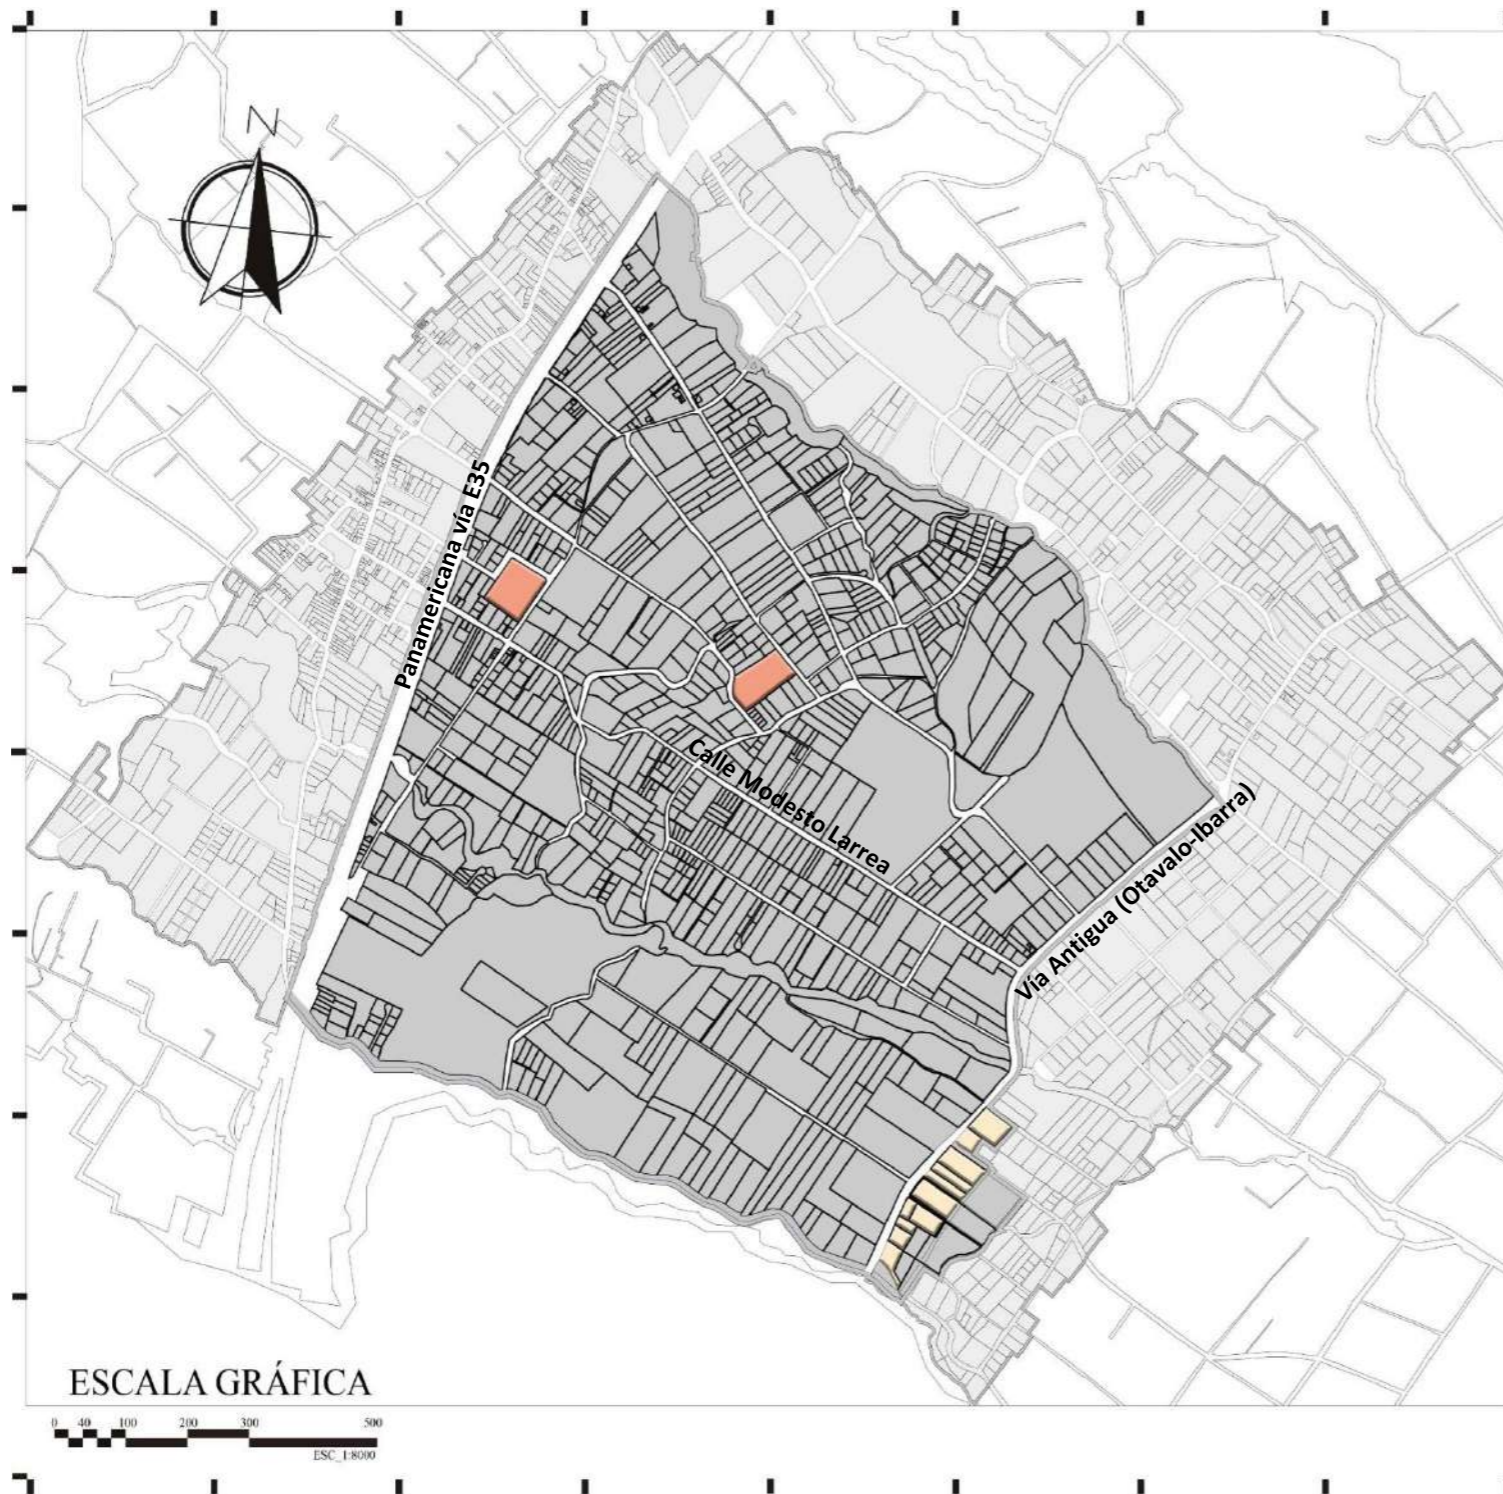 N
Panamericana vía E35
Calle Modesto Larrea
Vía Antigua (Otavalo-Ibarra)
ESCALA GRÁFICA
0 40 100 200 300 500
ESC_1:8000